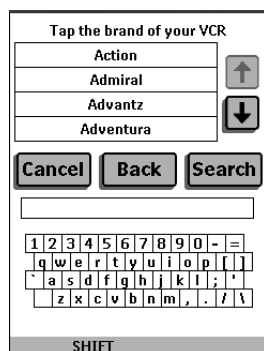 Tap the brand of your VCR
Action
Admiral
Advantz
Adventura
Cancel Back Search
1 2 3 4 5 6 7 8 9 0 - =
q w e r t y u i o p [ ]
` a s d f g h j k l ; '
z x c v b n m , . / \
SHIFT